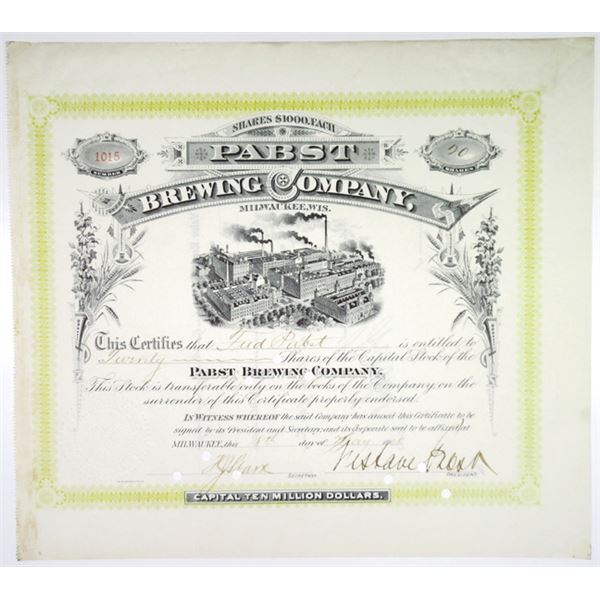 SHARES $1000. EACH
PABST
1015
NUMBER
20
SHARES
BREWING COMPANY,
MILWAUKEE, WIS.
This Certifies that Fred Pabst is entitled to
Twenty Shares of the Capital Stock of the
PABST BREWING COMPANY.
This Stock is transferable only on the books of the Company on the
surrender of this Certificate properly endorsed.
IN WITNESS WHEREOF the said Company has caused this Certificate to be
signed by its President and Secretary and its corporate seal to be affixed at
MILWAUKEE, this day of May
Gustave Pabst
SECRETARY
PRESIDENT
CAPITAL TEN MILLION DOLLARS.